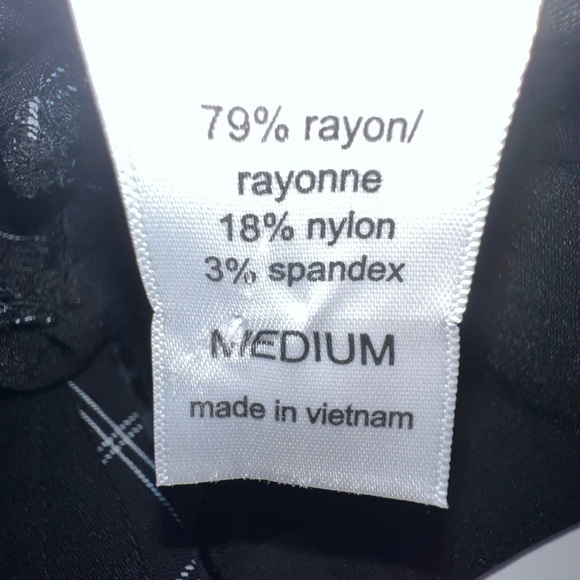 79% rayon/
rayonne
18% nylon
3% spandex
MEDIUM
made in vietnam